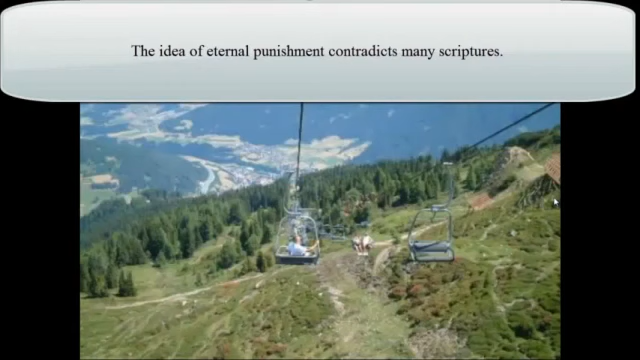 The idea of eternal punishment contradicts many scriptures.